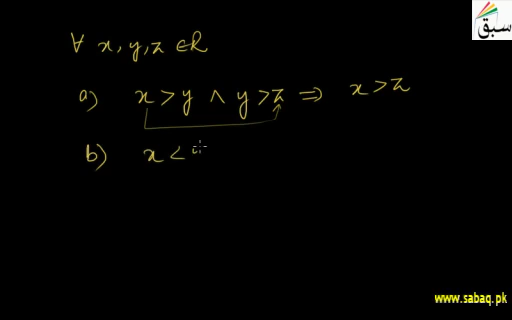 سبق
∀ x, y, z ∈ R
a) x > y ∧ y > z ⇒ x > z
b) x <
www.sabaq.pk